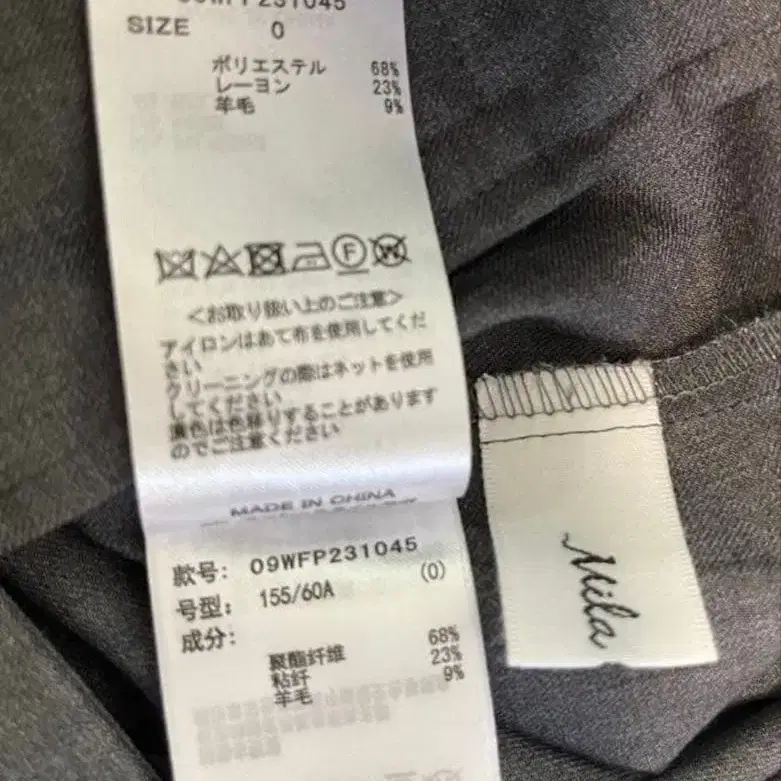 09WFP231045
SIZE 0
ポリエステル 68%
レーヨン 23%
羊毛 9%
F
W
<お取り扱い上のご注意>
アイロンはあて布を使用してくだ
さい
クリーニングの際はネットを使用
してください
濃色は色移りすることがあります
のでご注意ください
MADE IN CHINA
款号: 09WFP231045
号型: 155/60A (0)
成分:
聚酯纤维 68%
粘纤 23%
羊毛 9%
Mila